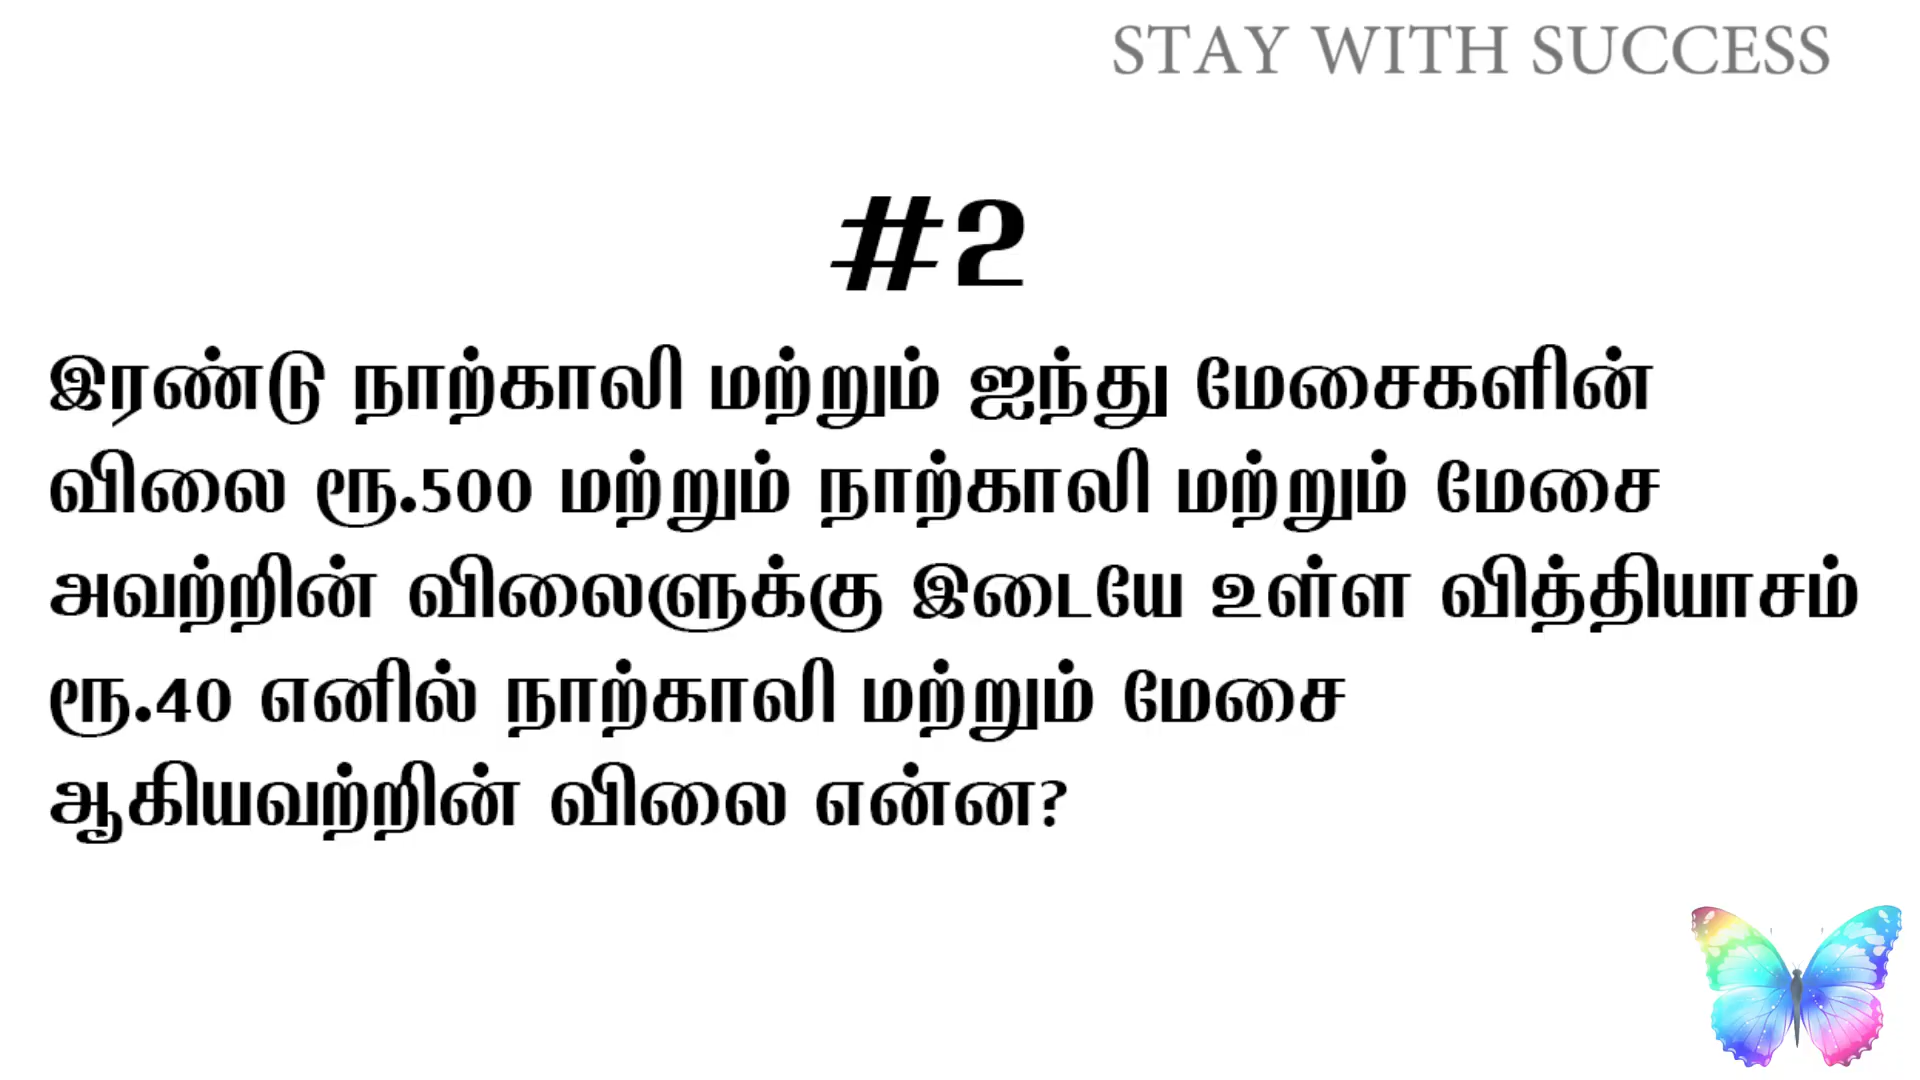 STAY WITH SUCCESS
#2
இரண்டு நாற்காலி மற்றும் ஐந்து மேசைகளின்
விலை ரூ.500 மற்றும் நாற்காலி மற்றும் மேசை
அவற்றின் விலைளுக்கு இடையே உள்ள வித்தியாசம்
ரூ.40 எனில் நாற்காலி மற்றும் மேசை
ஆகியவற்றின் விலை என்ன?